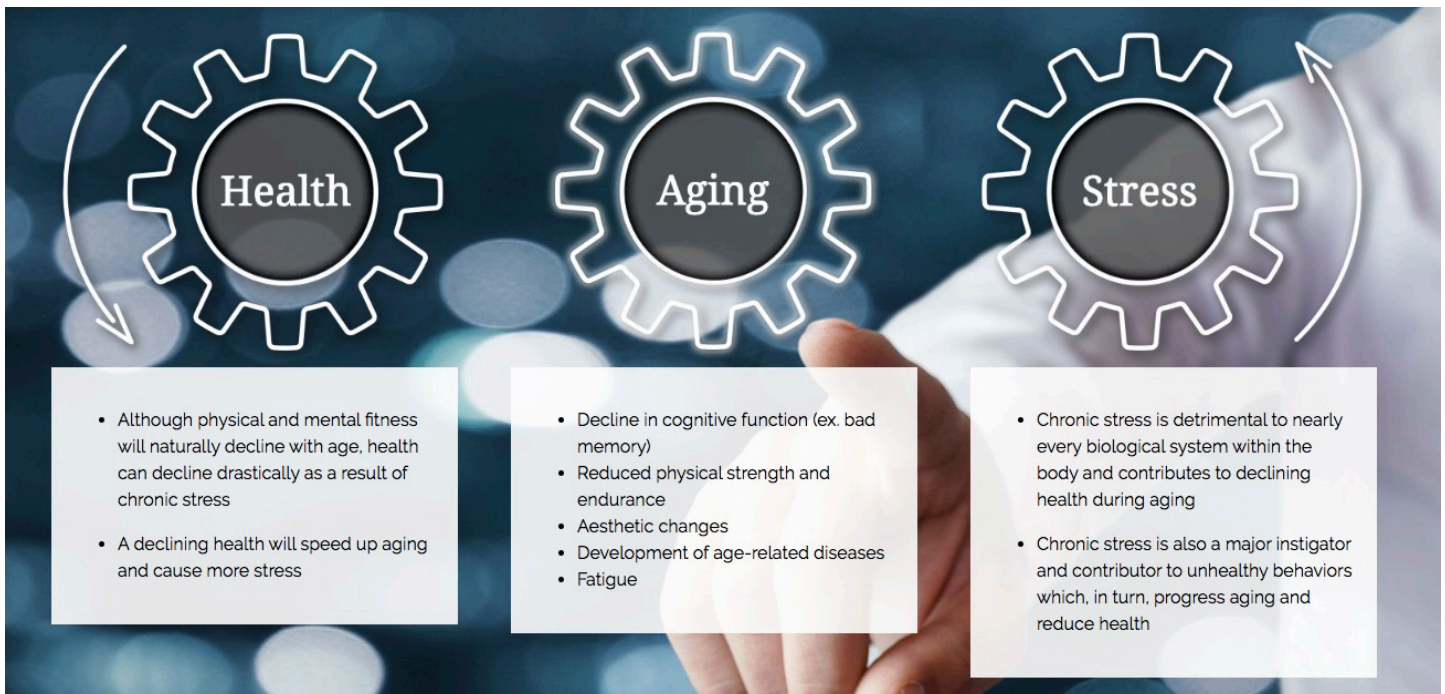 Health
Aging
Stress
Although physical and mental fitness
will naturally decline with age, health
can decline drastically as a result of
chronic stress
A declining health will speed up aging
and cause more stress
Decline in cognitive function (ex. bad
memory)
Reduced physical strength and
endurance
Aesthetic changes
Development of age-related diseases
Fatigue
Chronic stress is detrimental to nearly
every biological system within the
body and contributes to declining
health during aging
Chronic stress is also a major instigator
and contributor to unhealthy behaviors
which, in turn, progress aging and
reduce health